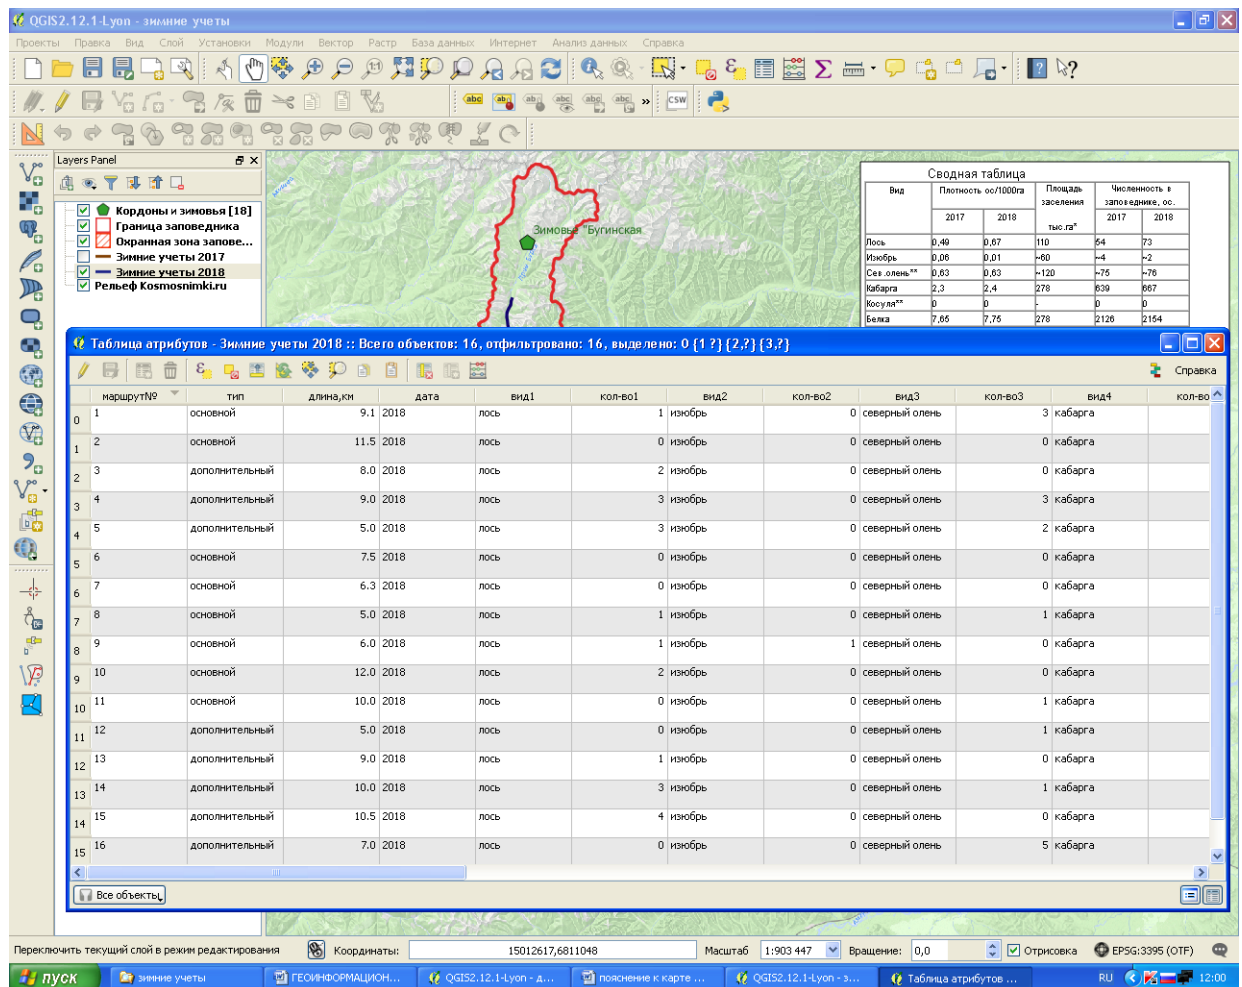 QGIS2.12.1-Lyon - зимние учеты
Проекты Правка Вид Слой Установки Модули Вектор Растр База данных Интернет Анализ данных Справка
Layers Panel
Кордоны и зимовья [18]
Граница заповедника
Охранная зона запове...
Зимние учеты 2017
Зимние учеты 2018
Рельеф Kosmosnimki.ru
Зимовье "Бугинская
Сводная таблица
Вид Плотность ос/1000га Площадь заселения тыс.га* Численность в заповеднике, ос.
2017 2018 2017 2018
Лось 0,49 0,67 110 54 73
Изюбрь 0,06 0,01 ~60 ~4 ~2
Сев.олень** 0,63 0,63 ~120 ~75 ~76
Кабарга 2,3 2,4 278 639 667
Косуля** 0 0 - 0 0
Белка 7,65 7,75 278 2126 2154
Таблица атрибутов - Зимние учеты 2018 :: Всего объектов: 16, отфильтровано: 16, выделено: 0 {1 ?} {2,?} {3,?}
Справка
маршрут№ тип длина,км дата вид1 кол-во1 вид2 кол-во2 вид3 кол-во3 вид4 кол-во
0 1 основной 9.1 2018 лось 1 изюбрь 0 северный олень 3 кабарга
1 2 основной 11.5 2018 лось 0 изюбрь 0 северный олень 0 кабарга
2 3 дополнительный 8.0 2018 лось 2 изюбрь 0 северный олень 0 кабарга
3 4 дополнительный 9.0 2018 лось 3 изюбрь 0 северный олень 3 кабарга
4 5 дополнительный 5.0 2018 лось 3 изюбрь 0 северный олень 2 кабарга
5 6 основной 7.5 2018 лось 0 изюбрь 0 северный олень 0 кабарга
6 7 основной 6.3 2018 лось 0 изюбрь 0 северный олень 0 кабарга
7 8 основной 5.0 2018 лось 1 изюбрь 0 северный олень 1 кабарга
8 9 основной 6.0 2018 лось 1 изюбрь 1 северный олень 0 кабарга
9 10 основной 12.0 2018 лось 2 изюбрь 0 северный олень 0 кабарга
10 11 основной 10.0 2018 лось 0 изюбрь 0 северный олень 1 кабарга
11 12 дополнительный 5.0 2018 лось 0 изюбрь 0 северный олень 1 кабарга
12 13 дополнительный 9.0 2018 лось 1 изюбрь 0 северный олень 0 кабарга
13 14 дополнительный 10.0 2018 лось 3 изюбрь 0 северный олень 1 кабарга
14 15 дополнительный 10.5 2018 лось 4 изюбрь 0 северный олень 0 кабарга
15 16 дополнительный 7.0 2018 лось 0 изюбрь 0 северный олень 5 кабарга
Все объекты
Переключить текущий слой в режим редактирования Координаты: 15012617,6811048 Масштаб 1:903 447 Вращение: 0,0 Отрисовка EPSG:3395 (OTF)
пуск зимние учеты ГЕОИНФОРМАЦИОН... QGIS2.12.1-Lyon - д... пояснение к карте ... QGIS2.12.1-Lyon - з... Таблица атрибутов ... RU 12:00